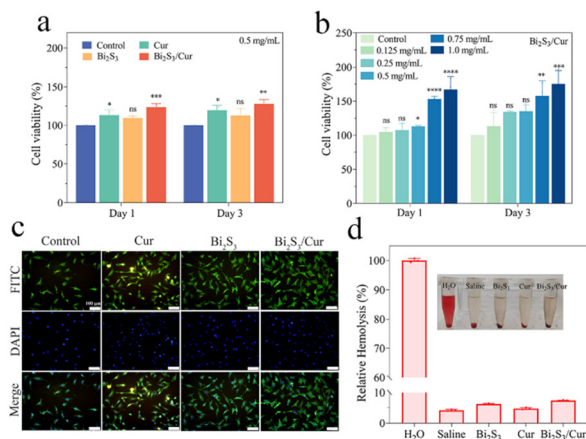 a
0.5 mg/mL
Control
Cur
Bi₂S₃
Bi₂S₃/Cur
Cell viability (%)
200
150
100
50
0
*
ns
***
*
ns
**
Day 1
Day 3
b
Bi₂S₃/Cur
Control
0.125 mg/mL
0.25 mg/mL
0.5 mg/mL
0.75 mg/mL
1.0 mg/mL
Cell viability (%)
250
200
150
100
50
0
ns
ns
*
****
****
ns
ns
ns
**
***
Day 1
Day 3
c
Control
Cur
Bi₂S₃
Bi₂S₃/Cur
FITC
100 μm
DAPI
Merge
d
Relative Hemolysis (%)
100
90
80
60
10
0
H₂O
Saline
Bi₂S₃
Cur
Bi₂S₃/Cur
H₂O
Saline
Bi₂S₃
Cur
Bi₂S₃/Cur